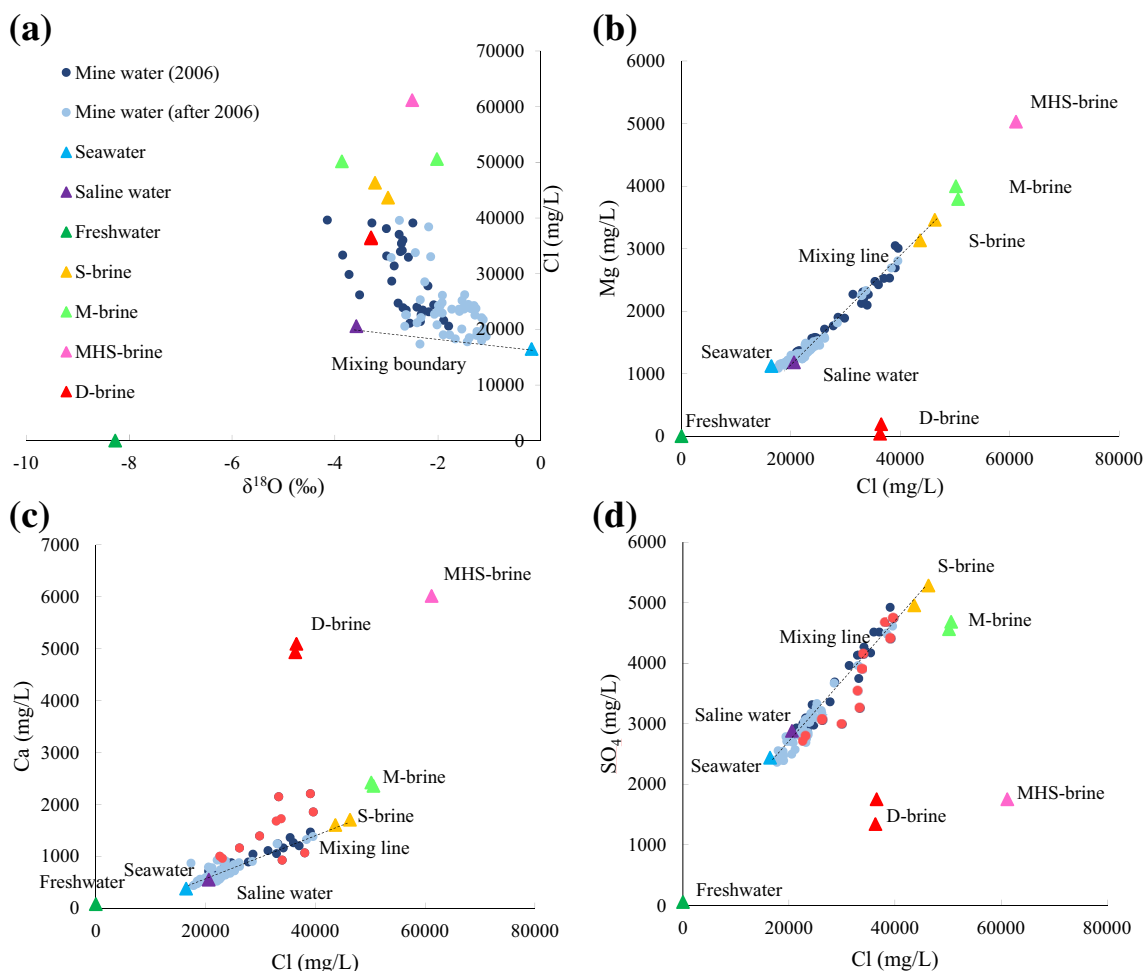 (a)
Mine water (2006)
Mine water (after 2006)
Seawater
Saline water
Freshwater
S-brine
M-brine
MHS-brine
D-brine
70000
60000
50000
40000
30000
20000
10000
0
Cl (mg/L)
Mixing boundary
-10
-8
-6
-4
-2
0
δ¹⁸O (‰)
(b)
6000
5000
4000
3000
2000
1000
0
Mg (mg/L)
MHS-brine
M-brine
S-brine
Mixing line
Seawater
Saline water
Freshwater
D-brine
0
20000
40000
60000
80000
Cl (mg/L)
(c)
7000
6000
5000
4000
3000
2000
1000
0
Ca (mg/L)
MHS-brine
D-brine
M-brine
S-brine
Mixing line
Seawater
Freshwater
Saline water
0
20000
40000
60000
80000
Cl (mg/L)
(d)
6000
5000
4000
3000
2000
1000
0
SO₄ (mg/L)
S-brine
M-brine
Mixing line
Saline water
Seawater
MHS-brine
D-brine
Freshwater
0
20000
40000
60000
80000
Cl (mg/L)